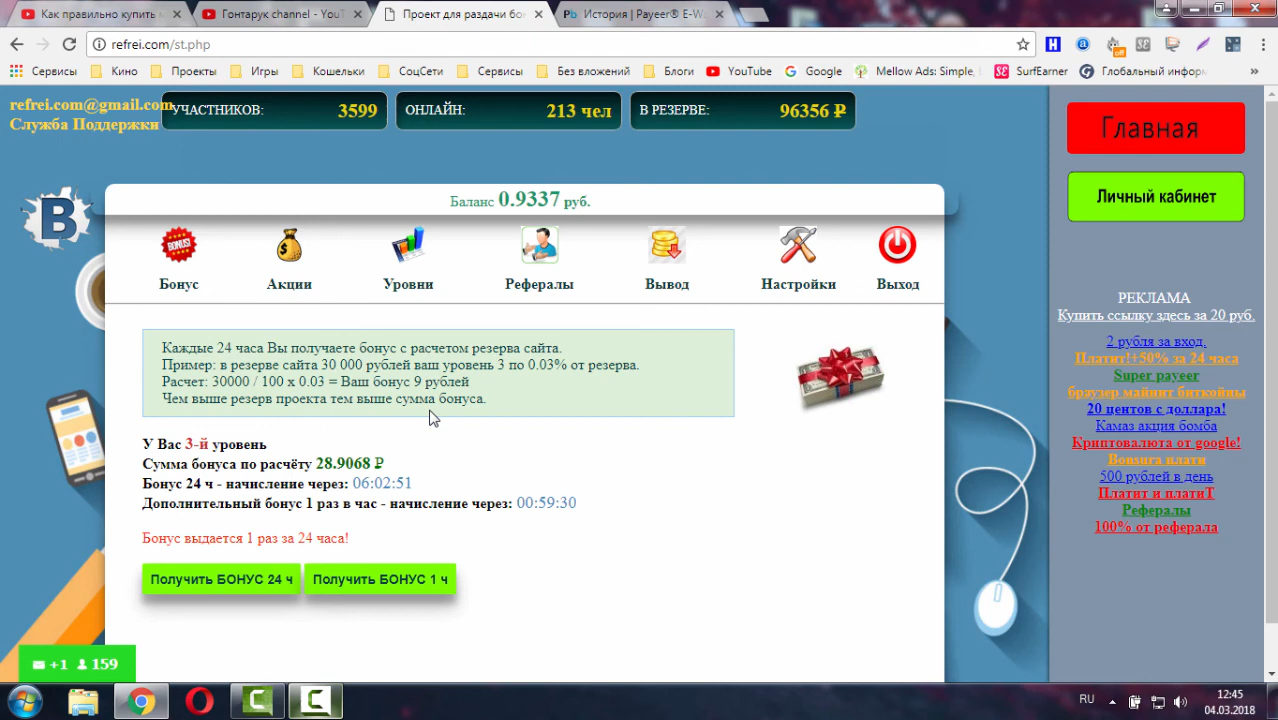 Как правильно купить
Гонтарук channel - YouT
Проект для раздачи бон
История | Payeer® E-Wa
refrei.com/st.php
Сервисы
Кино
Проекты
Игры
Кошельки
СоцСети
Сервисы
Без вложений
Блоги
YouTube
Google
Mellow Ads: Simple,
SurfEarner
Глобальный инфор
refrei.com@gmail.com
Служба Поддержки
УЧАСТНИКОВ: 3599
ОНЛАЙН: 213 чел
В РЕЗЕРВЕ: 96356 ₽
Главная
Личный кабинет
Баланс 0.9337 руб.
B
BONUS!
Бонус
Акции
Уровни
Рефералы
Вывод
Настройки
Выход
Каждые 24 часа Вы получаете бонус с расчетом резерва сайта.
Пример: в резерве сайта 30 000 рублей ваш уровень 3 по 0.03% от резерва.
Расчет: 30000 / 100 x 0.03 = Ваш бонус 9 рублей
Чем выше резерв проекта тем выше сумма бонуса.
У Вас 3-й уровень
Сумма бонуса по расчёту 28.9068 ₽
Бонус 24 ч - начисление через: 06:02:51
Дополнительный бонус 1 раз в час - начисление через: 00:59:30
Бонус выдается 1 раз за 24 часа!
Получить БОНУС 24 ч
Получить БОНУС 1 ч
РЕКЛАМА
Купить ссылку здесь за 20 руб.
2 рубля за вход.
Платит!+50% за 24 часа
Super payeer
браузер майнит биткойны
20 центов с доллара!
Камаз акция бомба
Криптовалюта от google!
Bonsura плати
500 рублей в день
Платит и платиТ
Рефералы
100% от реферала
+1 159
RU
12:45
04.03.2018